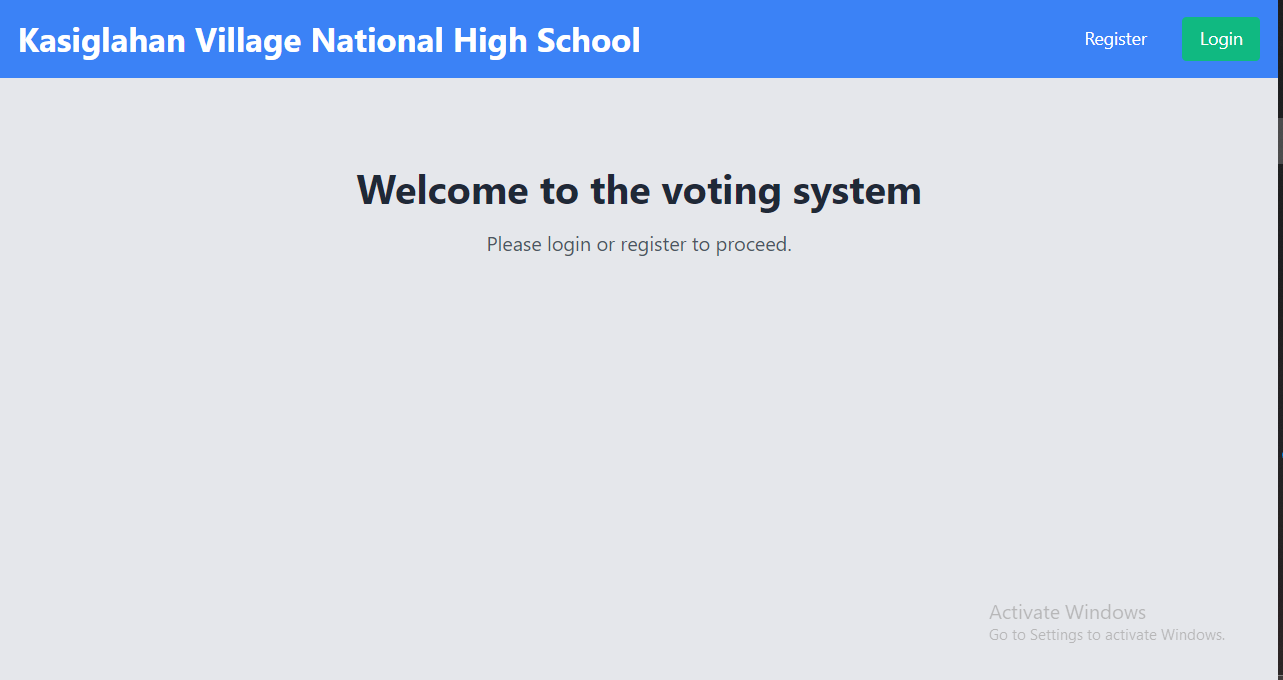 Kasiglahan Village National High School
Register
Login
Welcome to the voting system
Please login or register to proceed.
Activate Windows
Go to Settings to activate Windows.